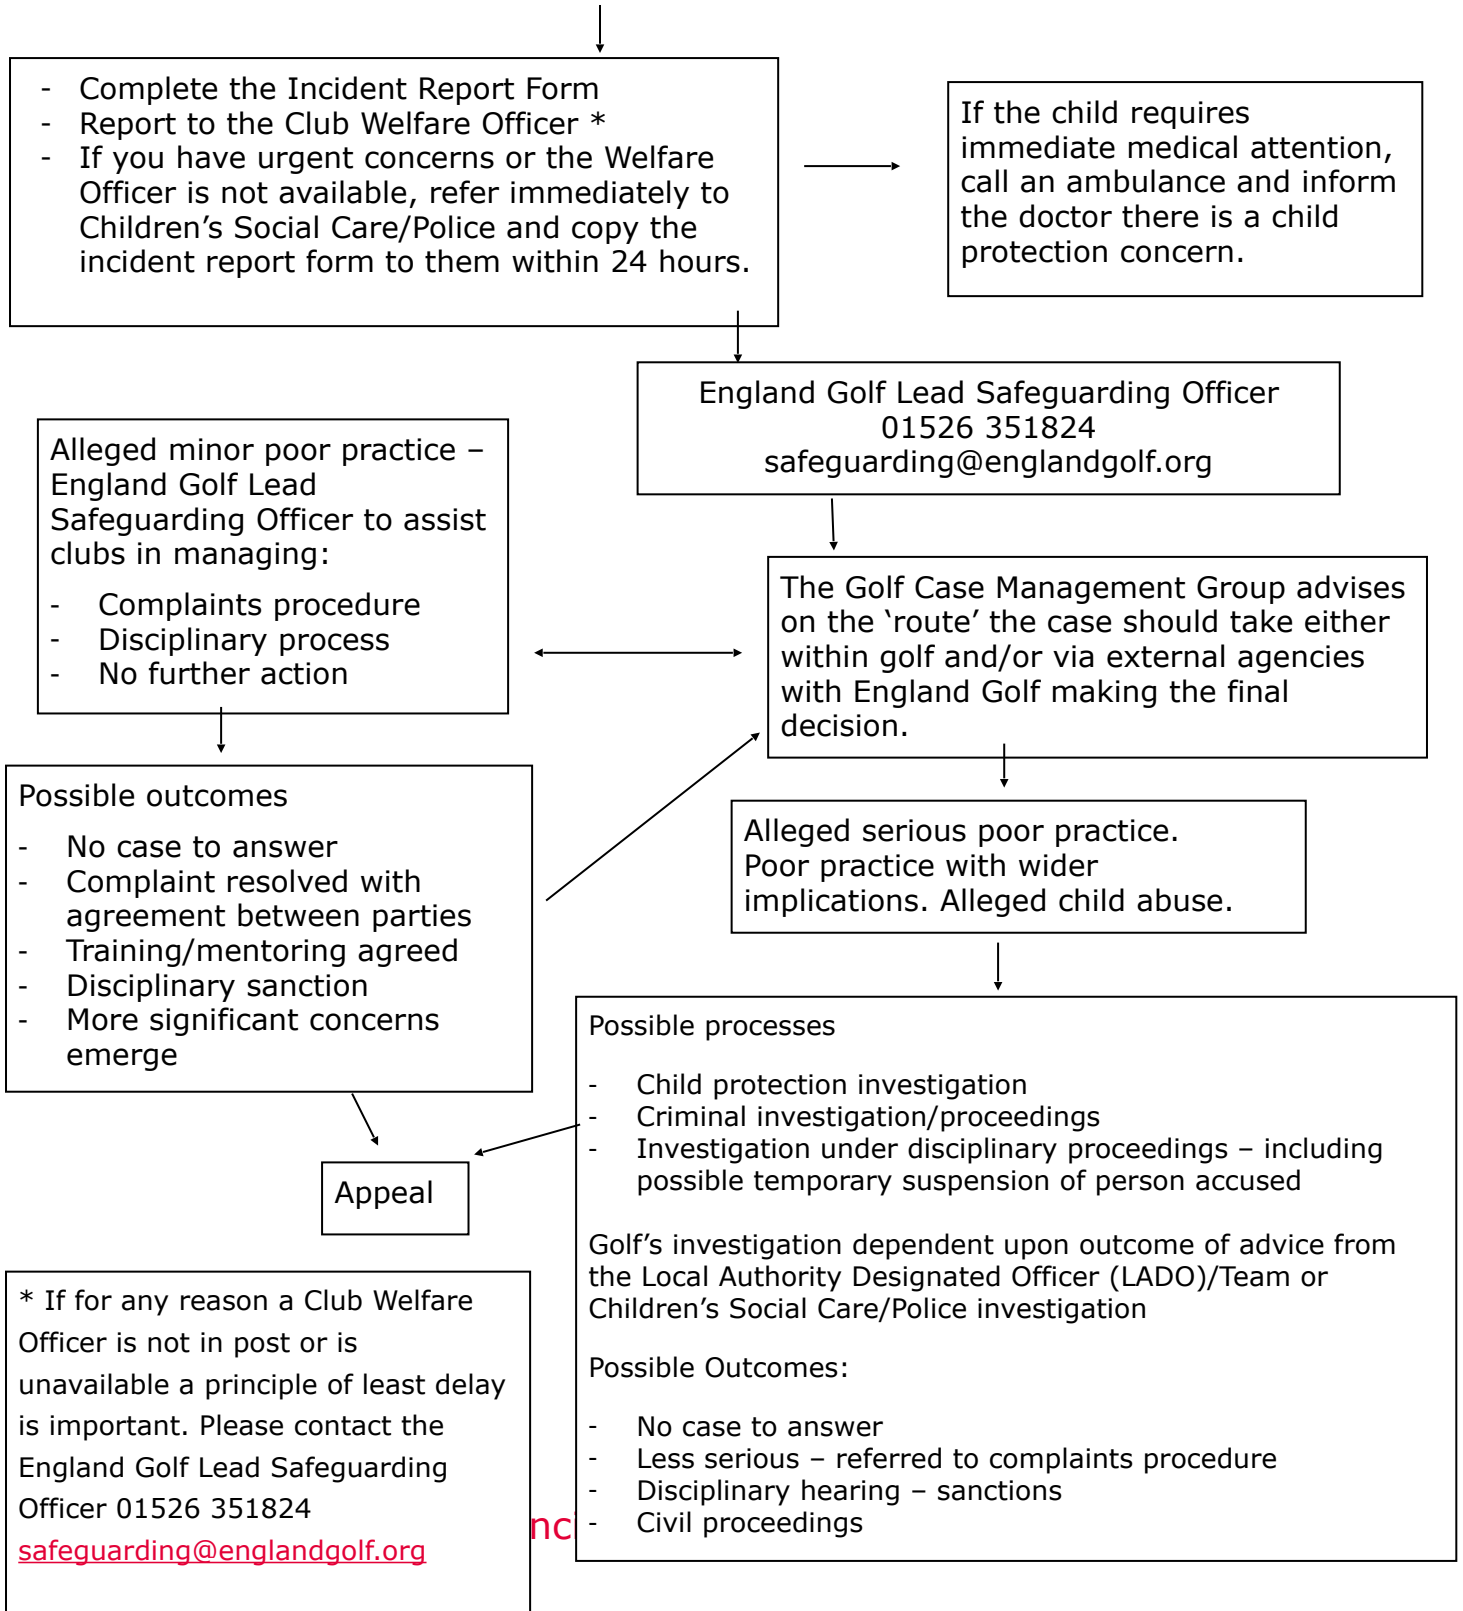 - Complete the Incident Report Form
- Report to the Club Welfare Officer *
- If you have urgent concerns or the Welfare
Officer is not available, refer immediately to
Children’s Social Care/Police and copy the
incident report form to them within 24 hours.
If the child requires
immediate medical attention,
call an ambulance and inform
the doctor there is a child
protection concern.
England Golf Lead Safeguarding Officer
01526 351824
safeguarding@englandgolf.org
Alleged minor poor practice –
England Golf Lead
Safeguarding Officer to assist
clubs in managing:
- Complaints procedure
- Disciplinary process
- No further action
The Golf Case Management Group advises
on the ‘route’ the case should take either
within golf and/or via external agencies
with England Golf making the final
decision.
Possible outcomes
- No case to answer
- Complaint resolved with
agreement between parties
- Training/mentoring agreed
- Disciplinary sanction
- More significant concerns
emerge
Alleged serious poor practice.
Poor practice with wider
implications. Alleged child abuse.
Possible processes
- Child protection investigation
- Criminal investigation/proceedings
- Investigation under disciplinary proceedings – including
possible temporary suspension of person accused
Golf’s investigation dependent upon outcome of advice from
the Local Authority Designated Officer (LADO)/Team or
Children’s Social Care/Police investigation
Possible Outcomes:
- No case to answer
- Less serious – referred to complaints procedure
- Disciplinary hearing – sanctions
- Civil proceedings
Appeal
* If for any reason a Club Welfare
Officer is not in post or is
unavailable a principle of least delay
is important. Please contact the
England Golf Lead Safeguarding
Officer 01526 351824
safeguarding@englandgolf.org